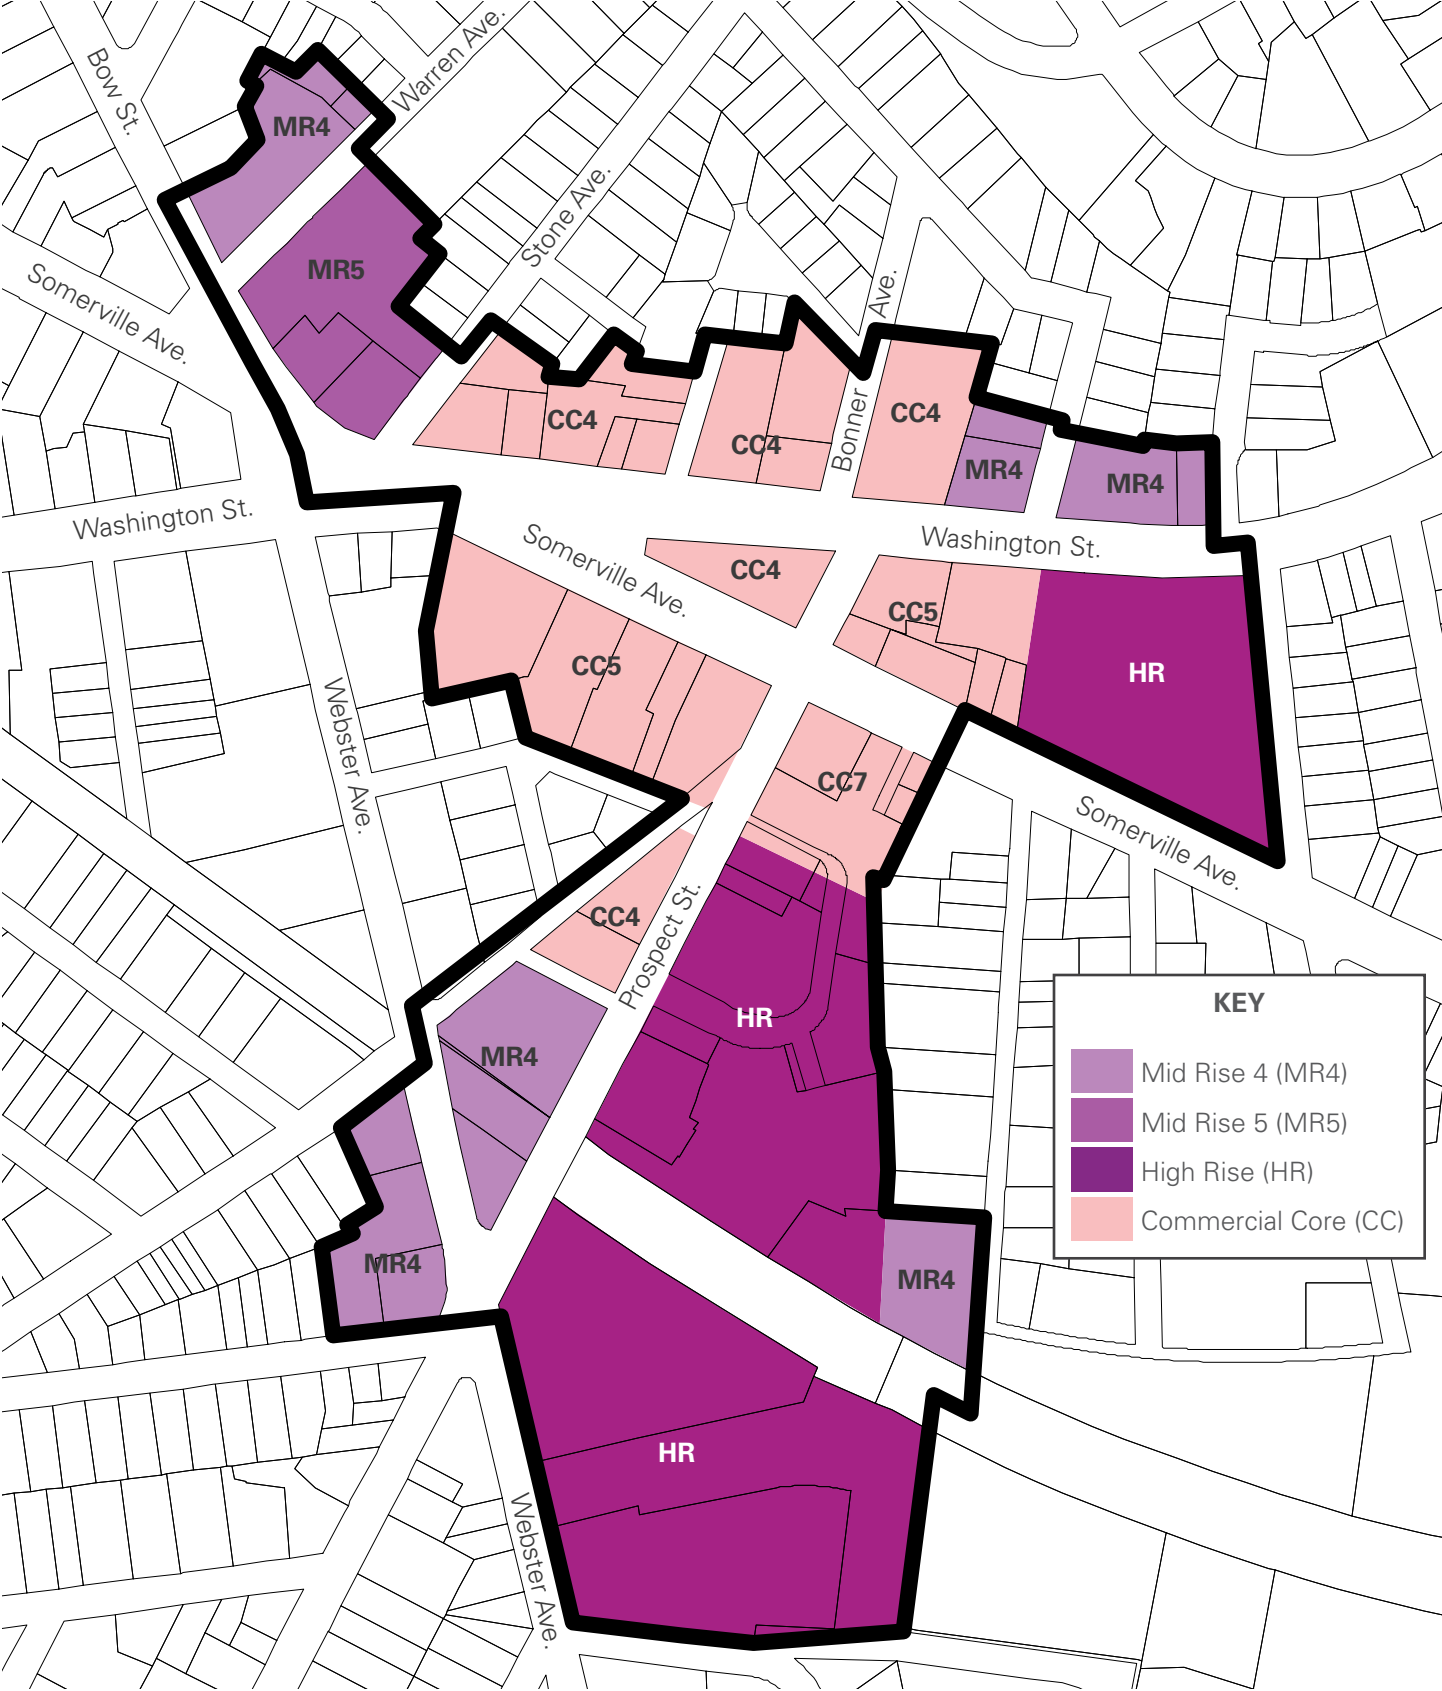 Warren Ave.
Bow St.
MR4
Stone Ave.
MR5
Somerville Ave.
Bonner Ave.
CC4
CC4
CC4
MR4
MR4
Washington St.
Somerville Ave.
Washington St.
CC4
CC5
CC5
HR
Webster Ave.
CC7
Somerville Ave.
CC4
Prospect St.
HR
MR4
MR4
MR4
HR
Webster Ave.
KEY
Mid Rise 4 (MR4)
Mid Rise 5 (MR5)
High Rise (HR)
Commercial Core (CC)